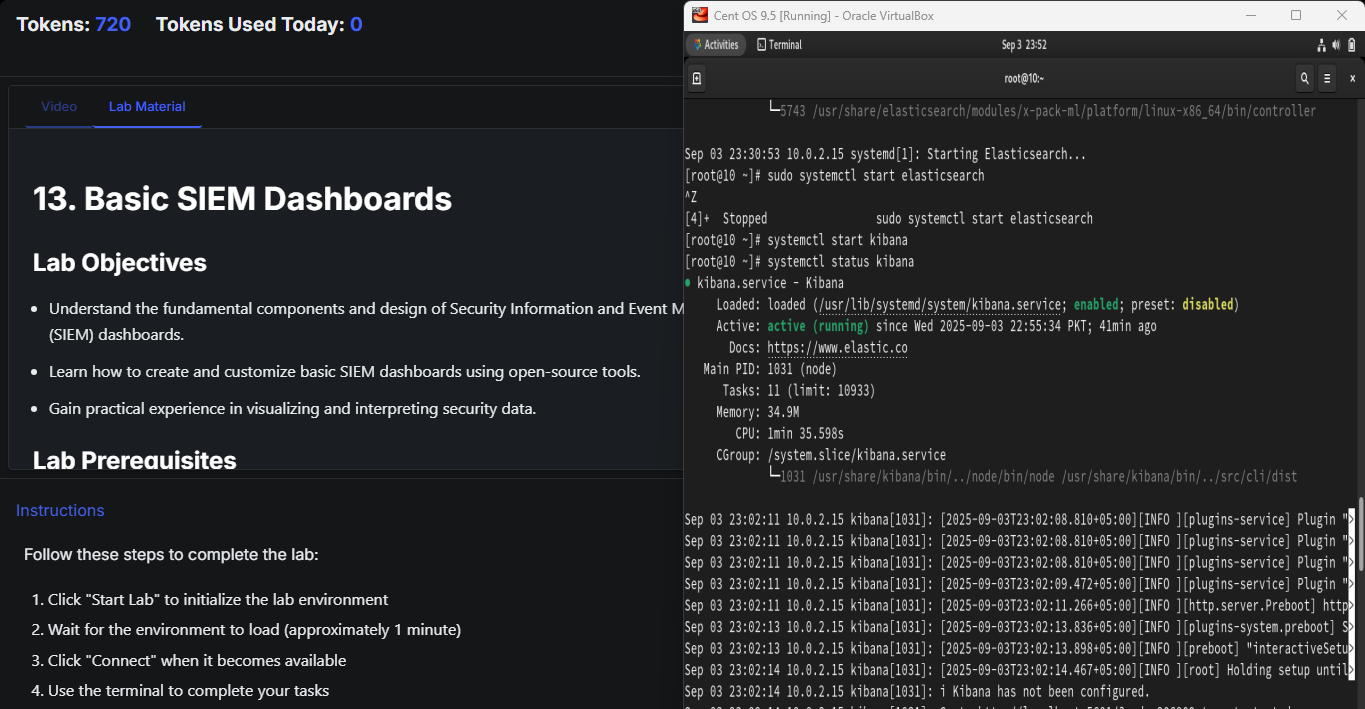 Tokens: 720 Tokens Used Today: 0
Video Lab Material
13. Basic SIEM Dashboards
Lab Objectives
Understand the fundamental components and design of Security Information and Event M
(SIEM) dashboards.
Learn how to create and customize basic SIEM dashboards using open-source tools.
Gain practical experience in visualizing and interpreting security data.
Lab Prerequisites
Instructions
Follow these steps to complete the lab:
1. Click "Start Lab" to initialize the lab environment
2. Wait for the environment to load (approximately 1 minute)
3. Click "Connect" when it becomes available
4. Use the terminal to complete your tasks
Cent OS 9.5 [Running] - Oracle VirtualBox
Activities Terminal Sep 3 23:52
root@10:~
└─5743 /usr/share/elasticsearch/modules/x-pack-ml/platform/linux-x86_64/bin/controller
Sep 03 23:30:53 10.0.2.15 systemd[1]: Starting Elasticsearch...
[root@10 ~]# sudo systemctl start elasticsearch
^Z
[4]+ Stopped sudo systemctl start elasticsearch
[root@10 ~]# systemctl start kibana
[root@10 ~]# systemctl status kibana
● kibana.service - Kibana
Loaded: loaded (/usr/lib/systemd/system/kibana.service; enabled; preset: disabled)
Active: active (running) since Wed 2025-09-03 22:55:34 PKT; 41min ago
Docs: https://www.elastic.co
Main PID: 1031 (node)
Tasks: 11 (limit: 10933)
Memory: 34.9M
CPU: 1min 35.598s
CGroup: /system.slice/kibana.service
└─1031 /usr/share/kibana/bin/../node/bin/node /usr/share/kibana/bin/../src/cli/dist
Sep 03 23:02:11 10.0.2.15 kibana[1031]: [2025-09-03T23:02:08.810+05:00][INFO ][plugins-service] Plugin "
Sep 03 23:02:11 10.0.2.15 kibana[1031]: [2025-09-03T23:02:08.810+05:00][INFO ][plugins-service] Plugin "
Sep 03 23:02:11 10.0.2.15 kibana[1031]: [2025-09-03T23:02:08.810+05:00][INFO ][plugins-service] Plugin "
Sep 03 23:02:11 10.0.2.15 kibana[1031]: [2025-09-03T23:02:09.472+05:00][INFO ][plugins-service] Plugin "
Sep 03 23:02:11 10.0.2.15 kibana[1031]: [2025-09-03T23:02:11.266+05:00][INFO ][http.server.Preboot] http
Sep 03 23:02:13 10.0.2.15 kibana[1031]: [2025-09-03T23:02:13.836+05:00][INFO ][plugins-system.preboot] S
Sep 03 23:02:13 10.0.2.15 kibana[1031]: [2025-09-03T23:02:13.898+05:00][INFO ][preboot] "interactiveSetu
Sep 03 23:02:14 10.0.2.15 kibana[1031]: [2025-09-03T23:02:14.467+05:00][INFO ][root] Holding setup until
Sep 03 23:02:14 10.0.2.15 kibana[1031]: i Kibana has not been configured.